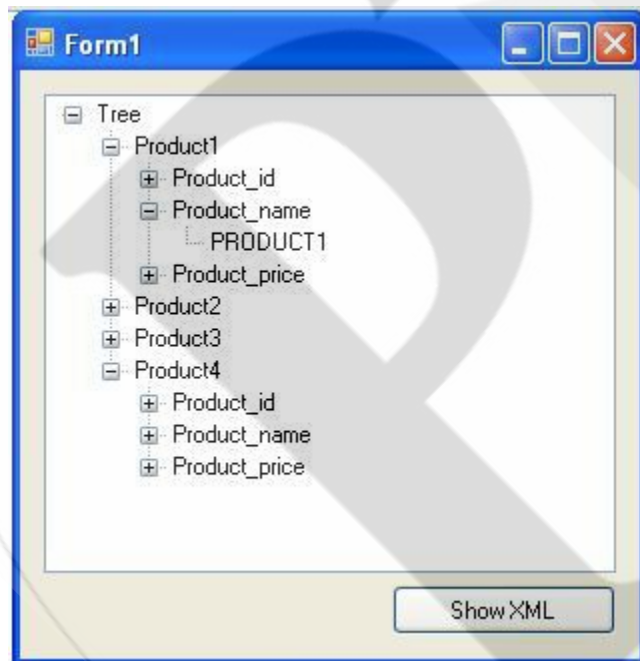 Form1
Tree
Product1
Product_id
Product_name
PRODUCT1
Product_price
Product2
Product3
Product4
Product_id
Product_name
Product_price
Show XML